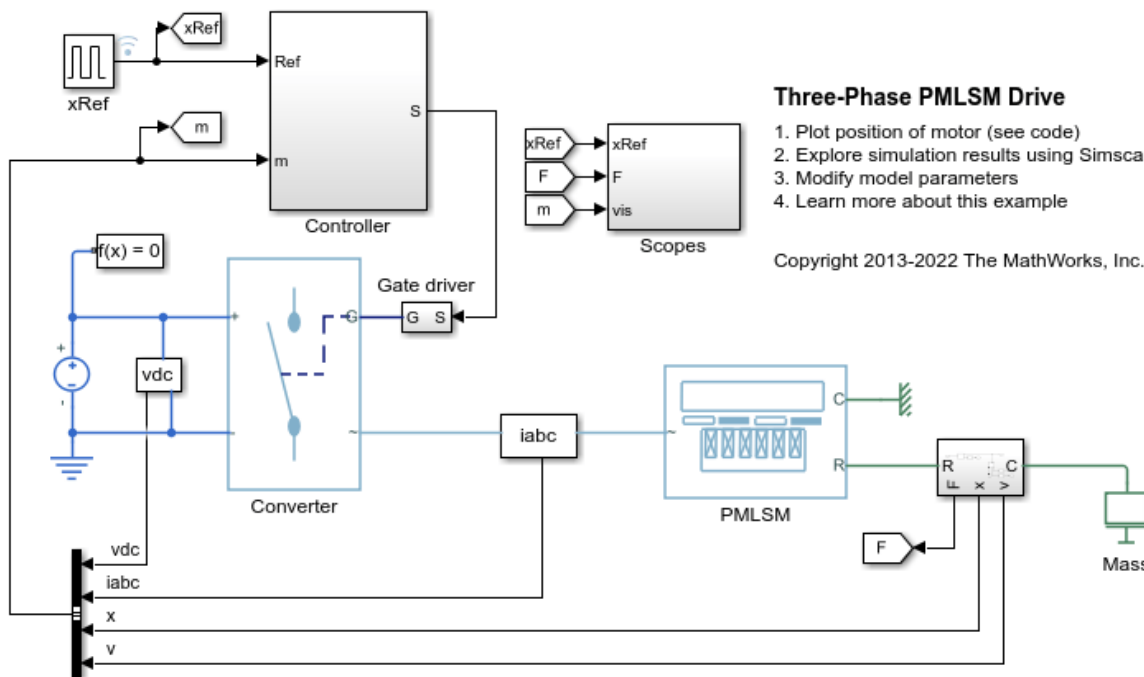 xRef
xRef
Ref
m
m
S
Controller
xRef
F
m
xRef
F
vis
Scopes
Three-Phase PMLSM Drive
1. Plot position of motor (see code)
2. Explore simulation results using Simsca
3. Modify model parameters
4. Learn more about this example
Copyright 2013-2022 The MathWorks, Inc.
f(x) = 0
Gate driver
G
G S
+
+
-
vdc
-
~
Converter
iabc
~
C
R
PMLSM
R
C
F
x
v
F
Mass
vdc
iabc
x
v